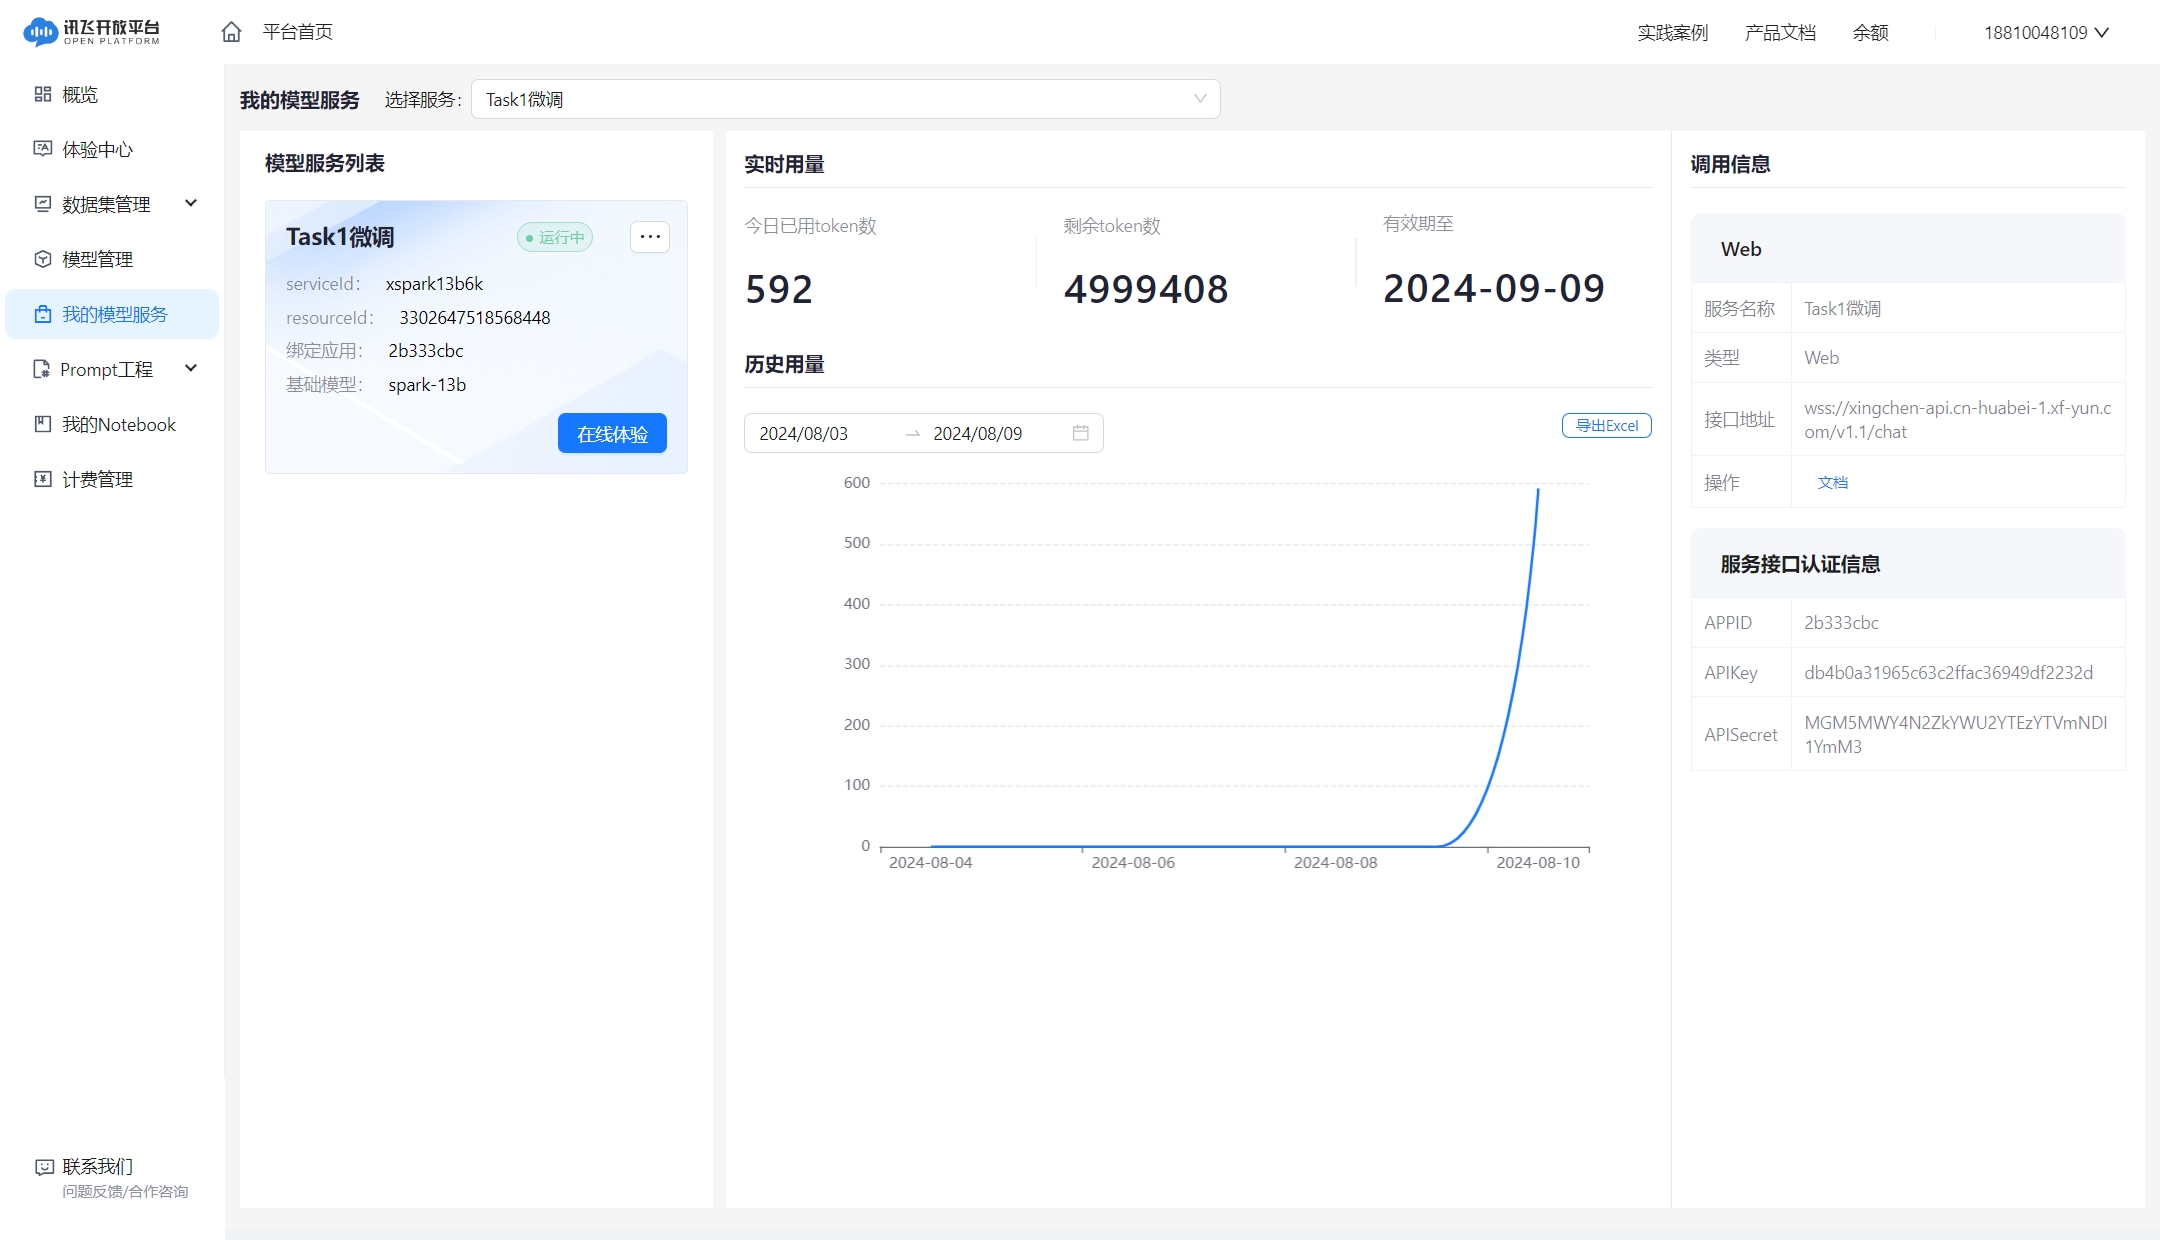 讯飞开放平台
OPEN PLATFORM
平台首页
实践案例
产品文档
余额
18810048109
概览
体验中心
数据集管理
模型管理
我的模型服务
Prompt工程
我的Notebook
计费管理
联系我们
问题反馈/合作咨询
我的模型服务
选择服务：
Task1微调
模型服务列表
Task1微调
运行中
...
serviceId： xspark13b6k
resourceId： 3302647518568448
绑定应用： 2b333cbc
基础模型： spark-13b
在线体验
实时用量
今日已用token数
592
剩余token数
4999408
有效期至
2024-09-09
历史用量
2024/08/03
2024/08/09
导出Excel
600
500
400
300
200
100
0
2024-08-04
2024-08-06
2024-08-08
2024-08-10
调用信息
Web
服务名称 Task1微调
类型 Web
接口地址
wss://xingchen-api.cn-huabei-1.xf-yun.c
om/v1.1/chat
操作 文档
服务接口认证信息
APPID 2b333cbc
APIKey db4b0a31965c63c2ffac36949df2232d
APISecret
MGM5MWY4N2ZkYWU2YTEzYTVmNDI
1YmM3